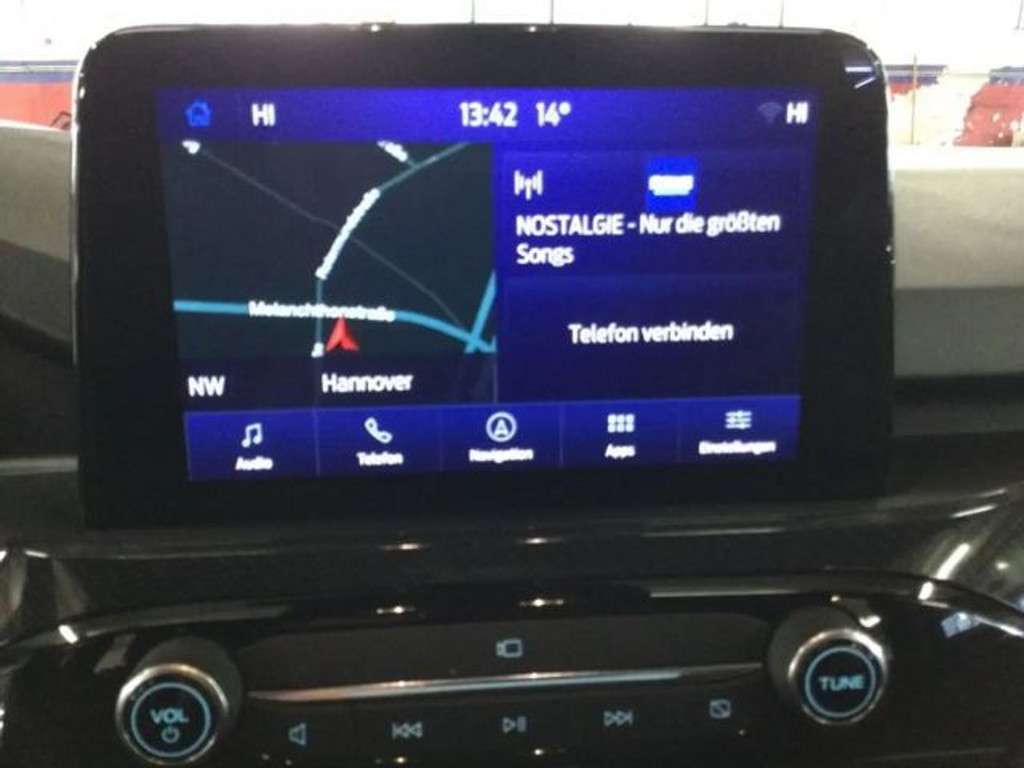 HI 13:42 14° HI
NOSTALGIE - Nur die größten
Songs
Melanchthonstraße
Telefon verbinden
NW Hannover
Audio Telefon Navigation Apps Einstellungen
VOL TUNE